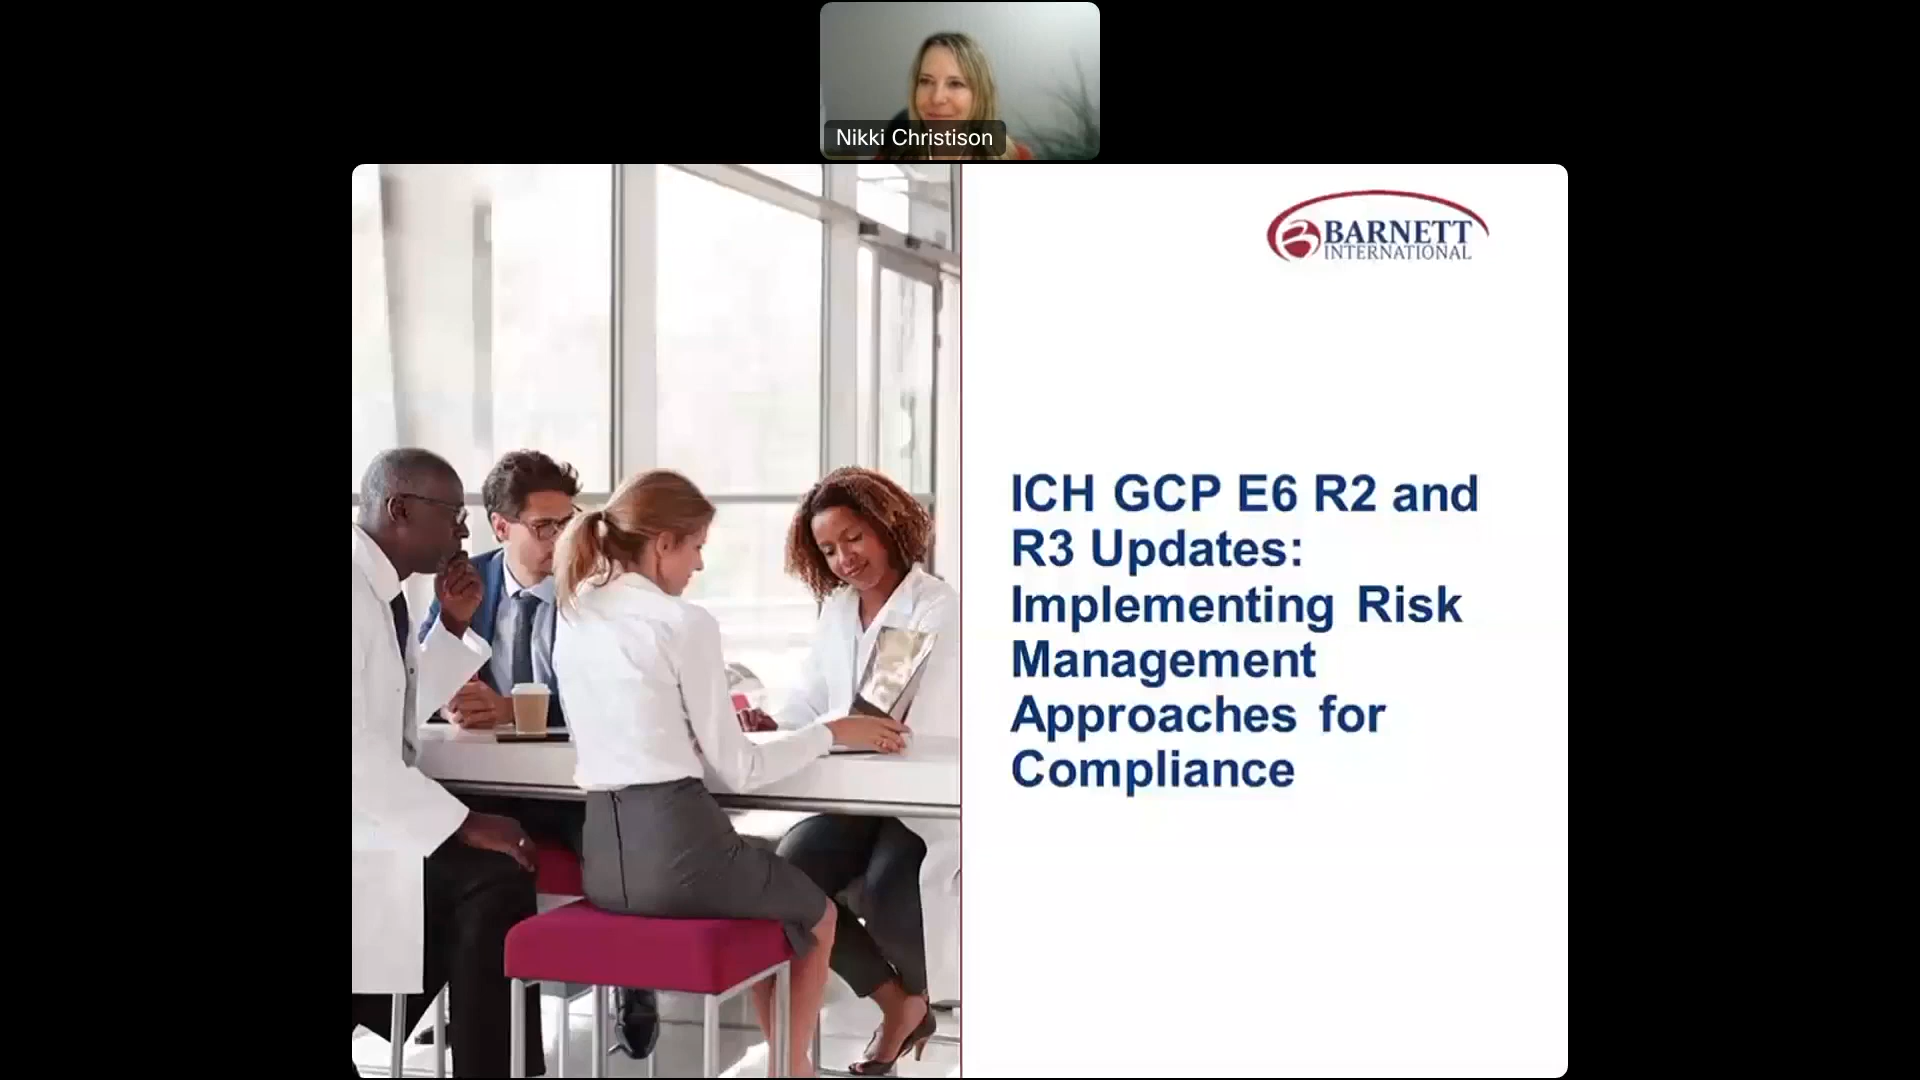 Nikki Christison
BARNETT
INTERNATIONAL
ICH GCP E6 R2 and
R3 Updates:
Implementing Risk
Management
Approaches for
Compliance